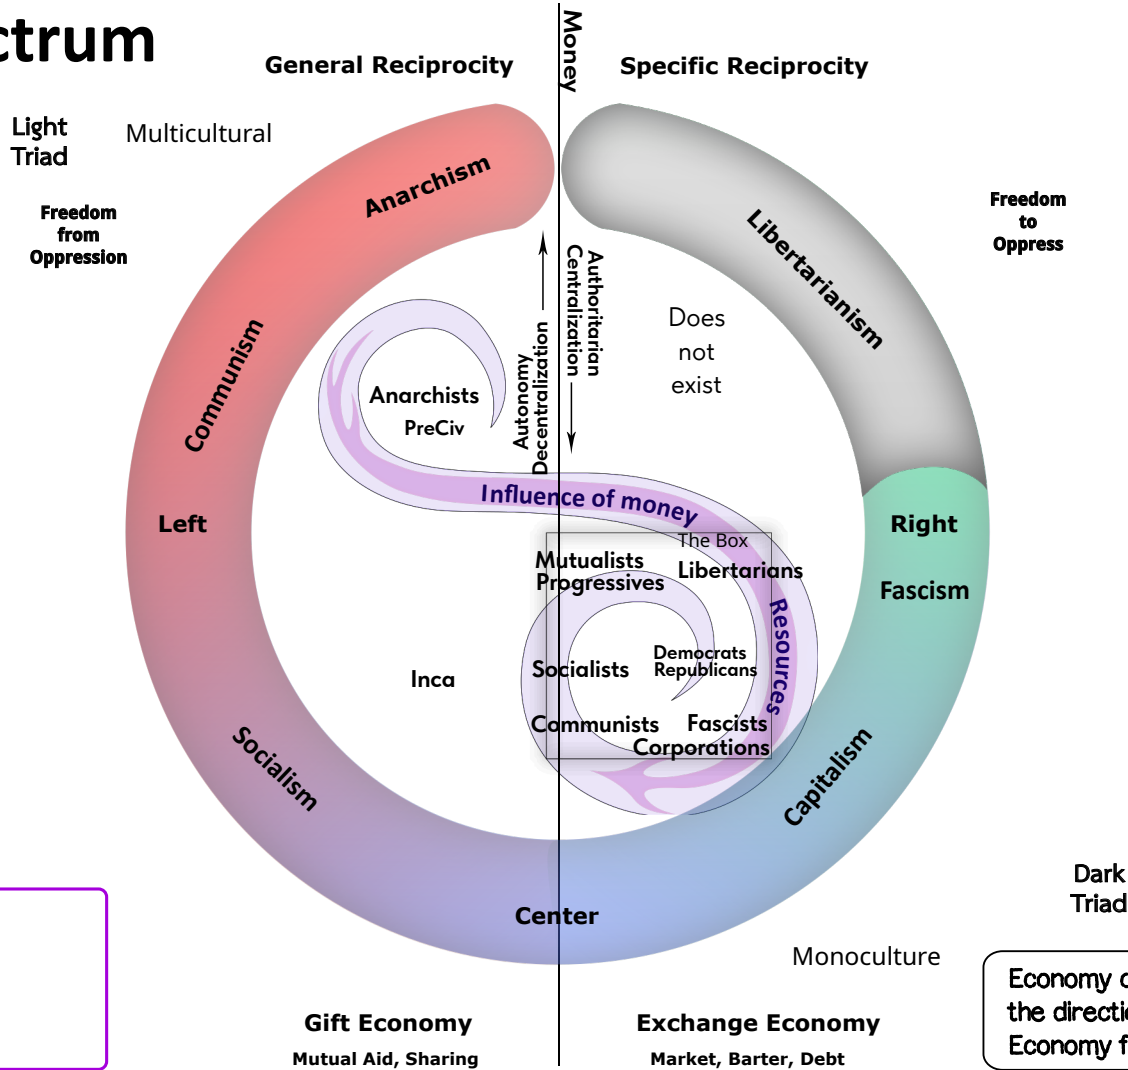 ctrum
Money
General Reciprocity
Specific Reciprocity
Light
Triad
Multicultural
Freedom
from
Oppression
Freedom
to
Oppress
Anarchism
Libertarianism
Communism
Autonomy
Decentralization
Authoritarian
Centralization
Does
not
exist
Anarchists
PreCiv
Influence of money
Left
Right
The Box
Mutualists
Progressives
Libertarians
Fascism
Resources
Democrats
Republicans
Socialists
Inca
Communists
Fascists
Corporations
Socialism
Capitalism
Center
Dark
Triad
Monoculture
Economy
the directi
Economy f
Gift Economy
Mutual Aid, Sharing
Exchange Economy
Market, Barter, Debt